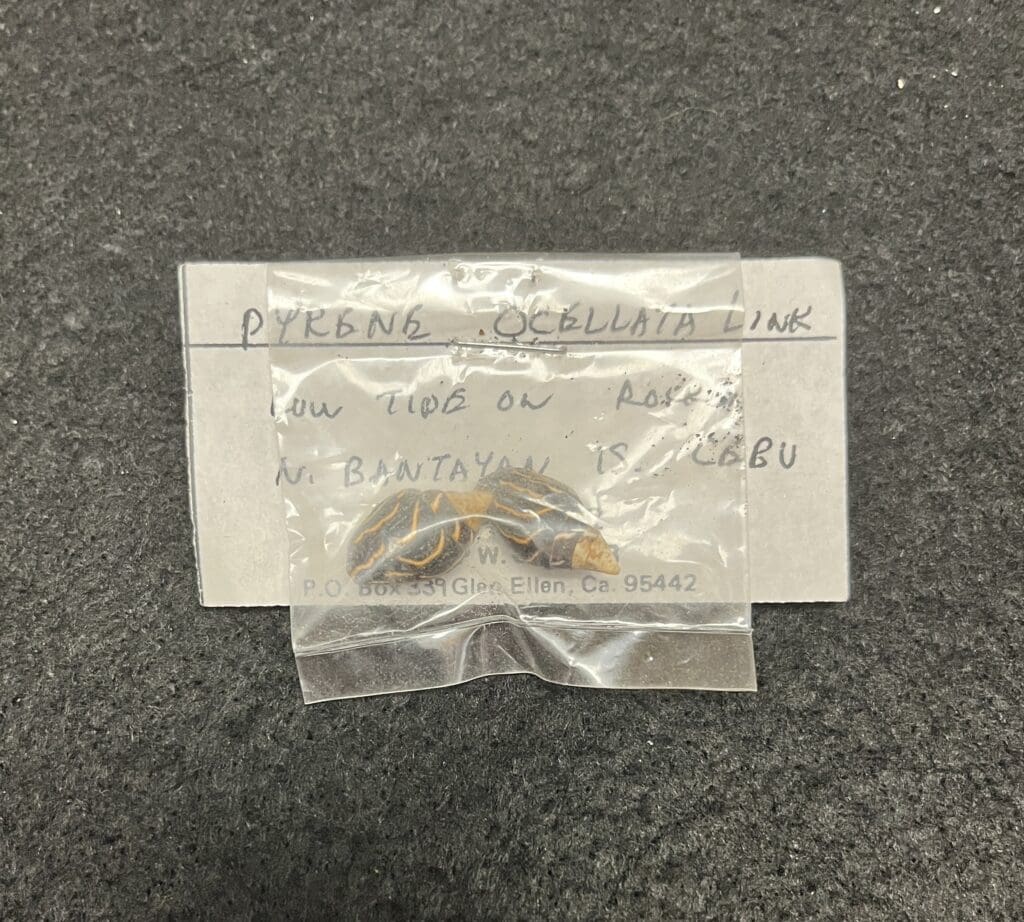 PYRENE OCELLATA LINK
LOW TIDE ON
N. BANTAYAN IS. CEBU
W.
P.O. Box 339 Glen Ellen, Ca. 95442